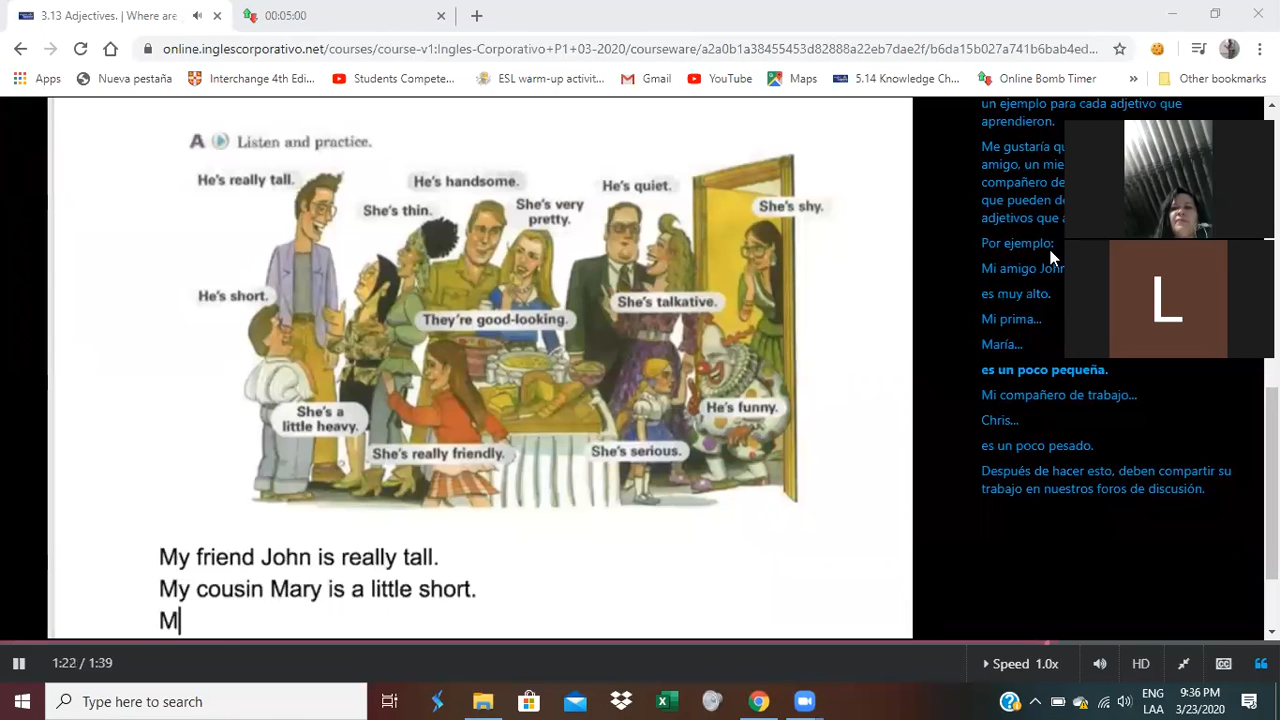 3.13 Adjectives. | Where are
00:05:00
online.inglescorporativo.net/courses/course-v1:Ingles-Corporativo+P1+03-2020/courseware/a2a0b1a38455453d82888a22eb7dae2f/b6da15b027a741b6bab4ed...
Apps
Nueva pestaña
Interchange 4th Edi...
Students Compete...
ESL warm-up activit...
Gmail
YouTube
Maps
5.14 Knowledge Ch...
Online Bomb Timer
»
Other bookmarks
A Listen and practice.
He's really tall.
He's handsome.
He's quiet.
She's thin.
She's very
pretty.
She's shy.
He's short.
They're good-looking.
She's talkative.
She's a
little heavy.
He's funny.
She's really friendly.
She's serious.
My friend John is really tall.
My cousin Mary is a little short.
M
un ejemplo para cada adjetivo que
aprendieron.
Me gustaría qu
amigo, un mie
compañero de
que pueden de
adjetivos que a
Por ejemplo:
Mi amigo John
es muy alto.
Mi prima...
María...
es un poco pequeña.
Mi compañero de trabajo...
Chris...
es un poco pesado.
Después de hacer esto, deben compartir su
trabajo en nuestros foros de discusión.
L
1:22 / 1:39
Speed 1.0x
HD
Type here to search
ENG
LAA
9:36 PM
3/23/2020